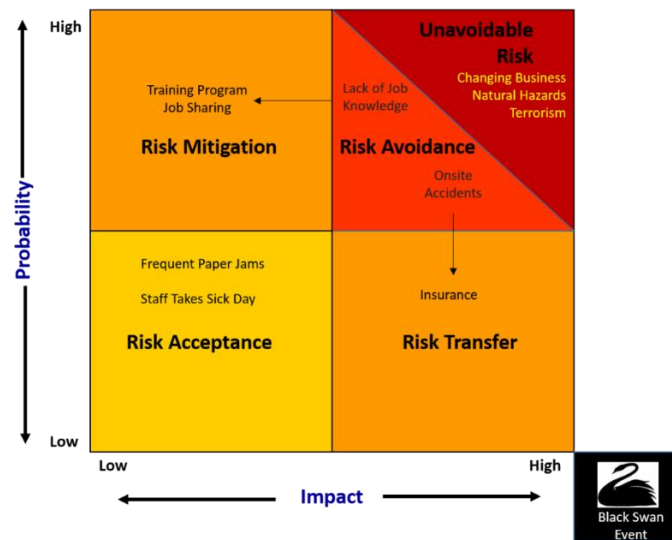 High
Unavoidable
Risk
Changing Business
Natural Hazards
Terrorism
Training Program
Job Sharing
Lack of Job
Knowledge
Risk Mitigation
Risk Avoidance
Onsite
Accidents
Probability
Frequent Paper Jams
Staff Takes Sick Day
Insurance
Risk Acceptance
Risk Transfer
Low
Low
High
Impact
Black Swan
Event